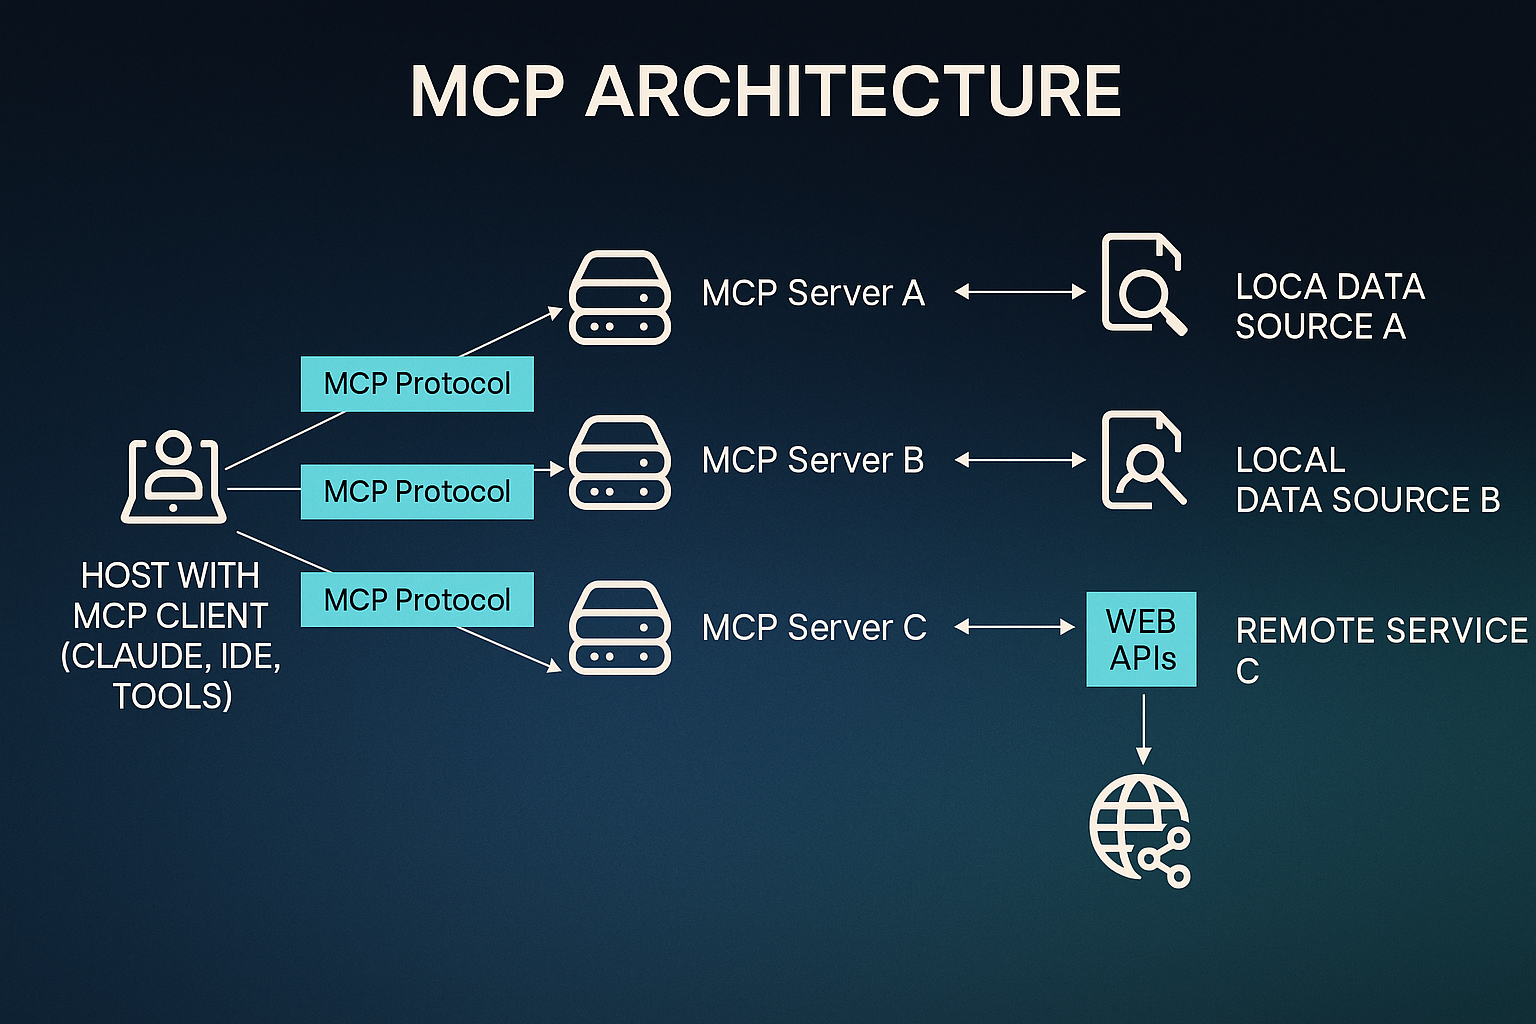 MCP ARCHITECTURE
MCP Server A
LOCA DATA
SOURCE A
MCP Protocol
MCP Server B
LOCAL
DATA SOURCE B
MCP Protocol
HOST WITH
MCP CLIENT
(CLAUDE, IDE,
TOOLS)
MCP Protocol
MCP Server C
WEB
APIs
REMOTE SERVICE
C